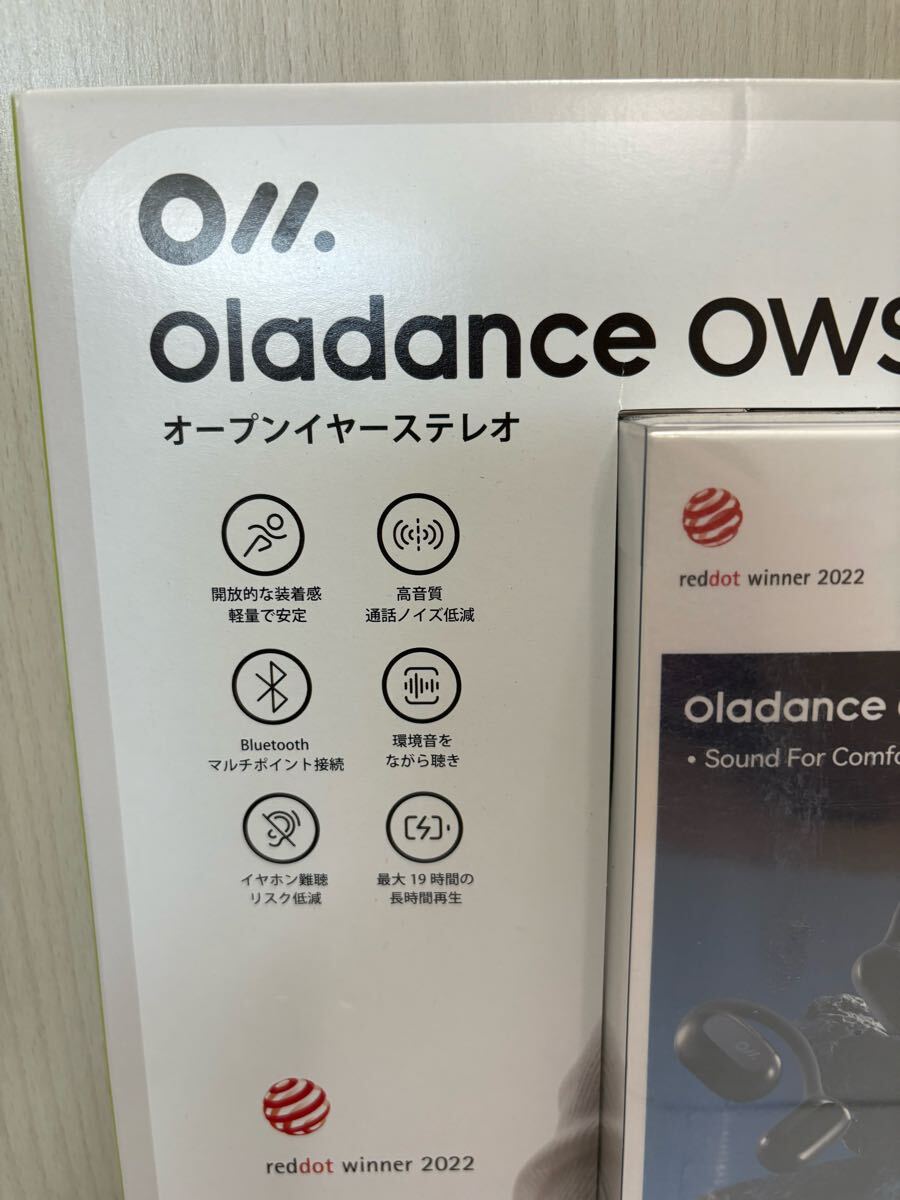 Oladance OWS
オープンイヤーステレオ
開放的な装着感
軽量で安定
高音質
通話ノイズ低減
Bluetooth
マルチポイント接続
環境音を
ながら聴き
イヤホン難聴
リスク低減
最大 19 時間の
長時間再生
reddot winner 2022
reddot winner 2022
Oladance
• Sound For